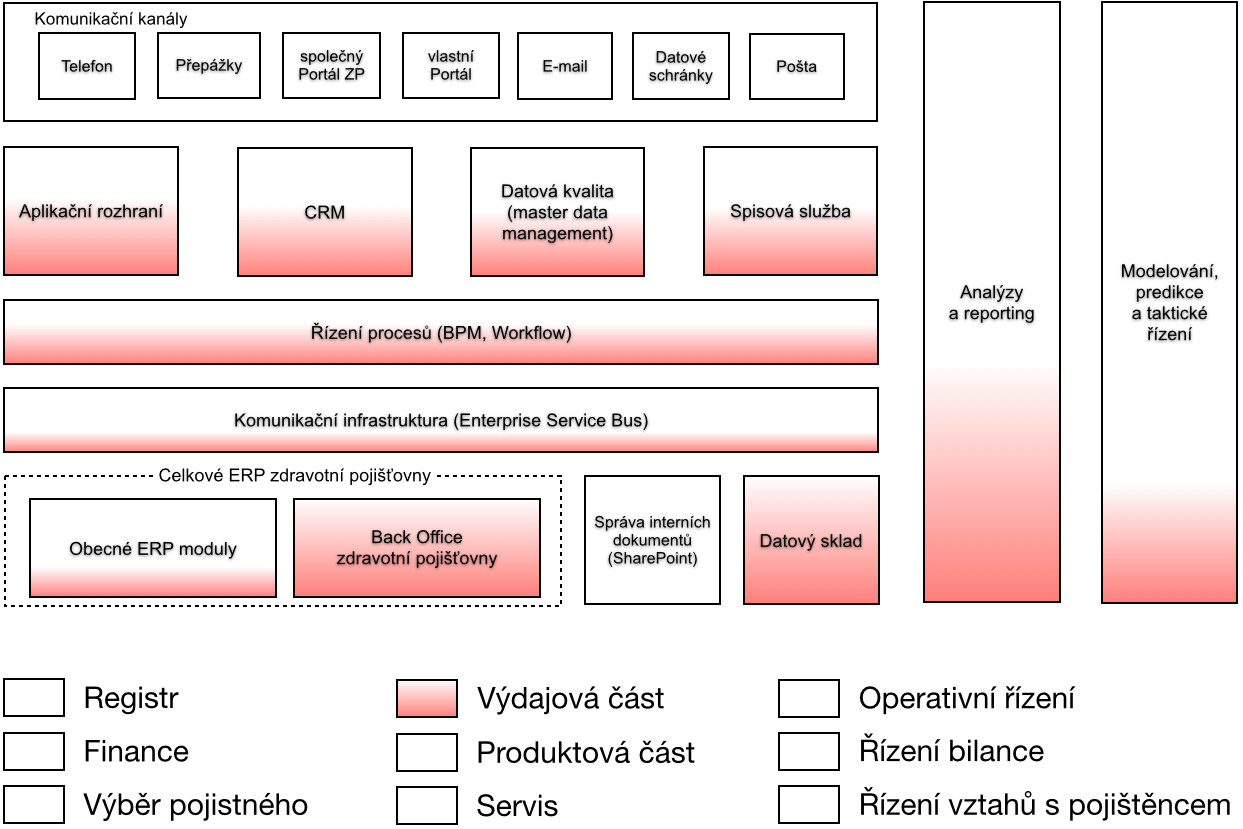 Komunikační kanály
Telefon
Přepážky
společný
Portál ZP
vlastní
Portál
E-mail
Datové
schránky
Pošta
Aplikační rozhraní
CRM
Datová kvalita
(master data
management)
Spisová služba
Řízení procesů (BPM, Workflow)
Komunikační infrastruktura (Enterprise Service Bus)
Celkové ERP zdravotní pojišťovny
Obecné ERP moduly
Back Office
zdravotní pojišťovny
Správa interních
dokumentů
(SharePoint)
Datový sklad
Analýzy
a reporting
Modelování,
predikce
a taktické
řízení
Registr
Finance
Výběr pojistného
Výdajová část
Produktová část
Servis
Operativní řízení
Řízení bilance
Řízení vztahů s pojištěncem